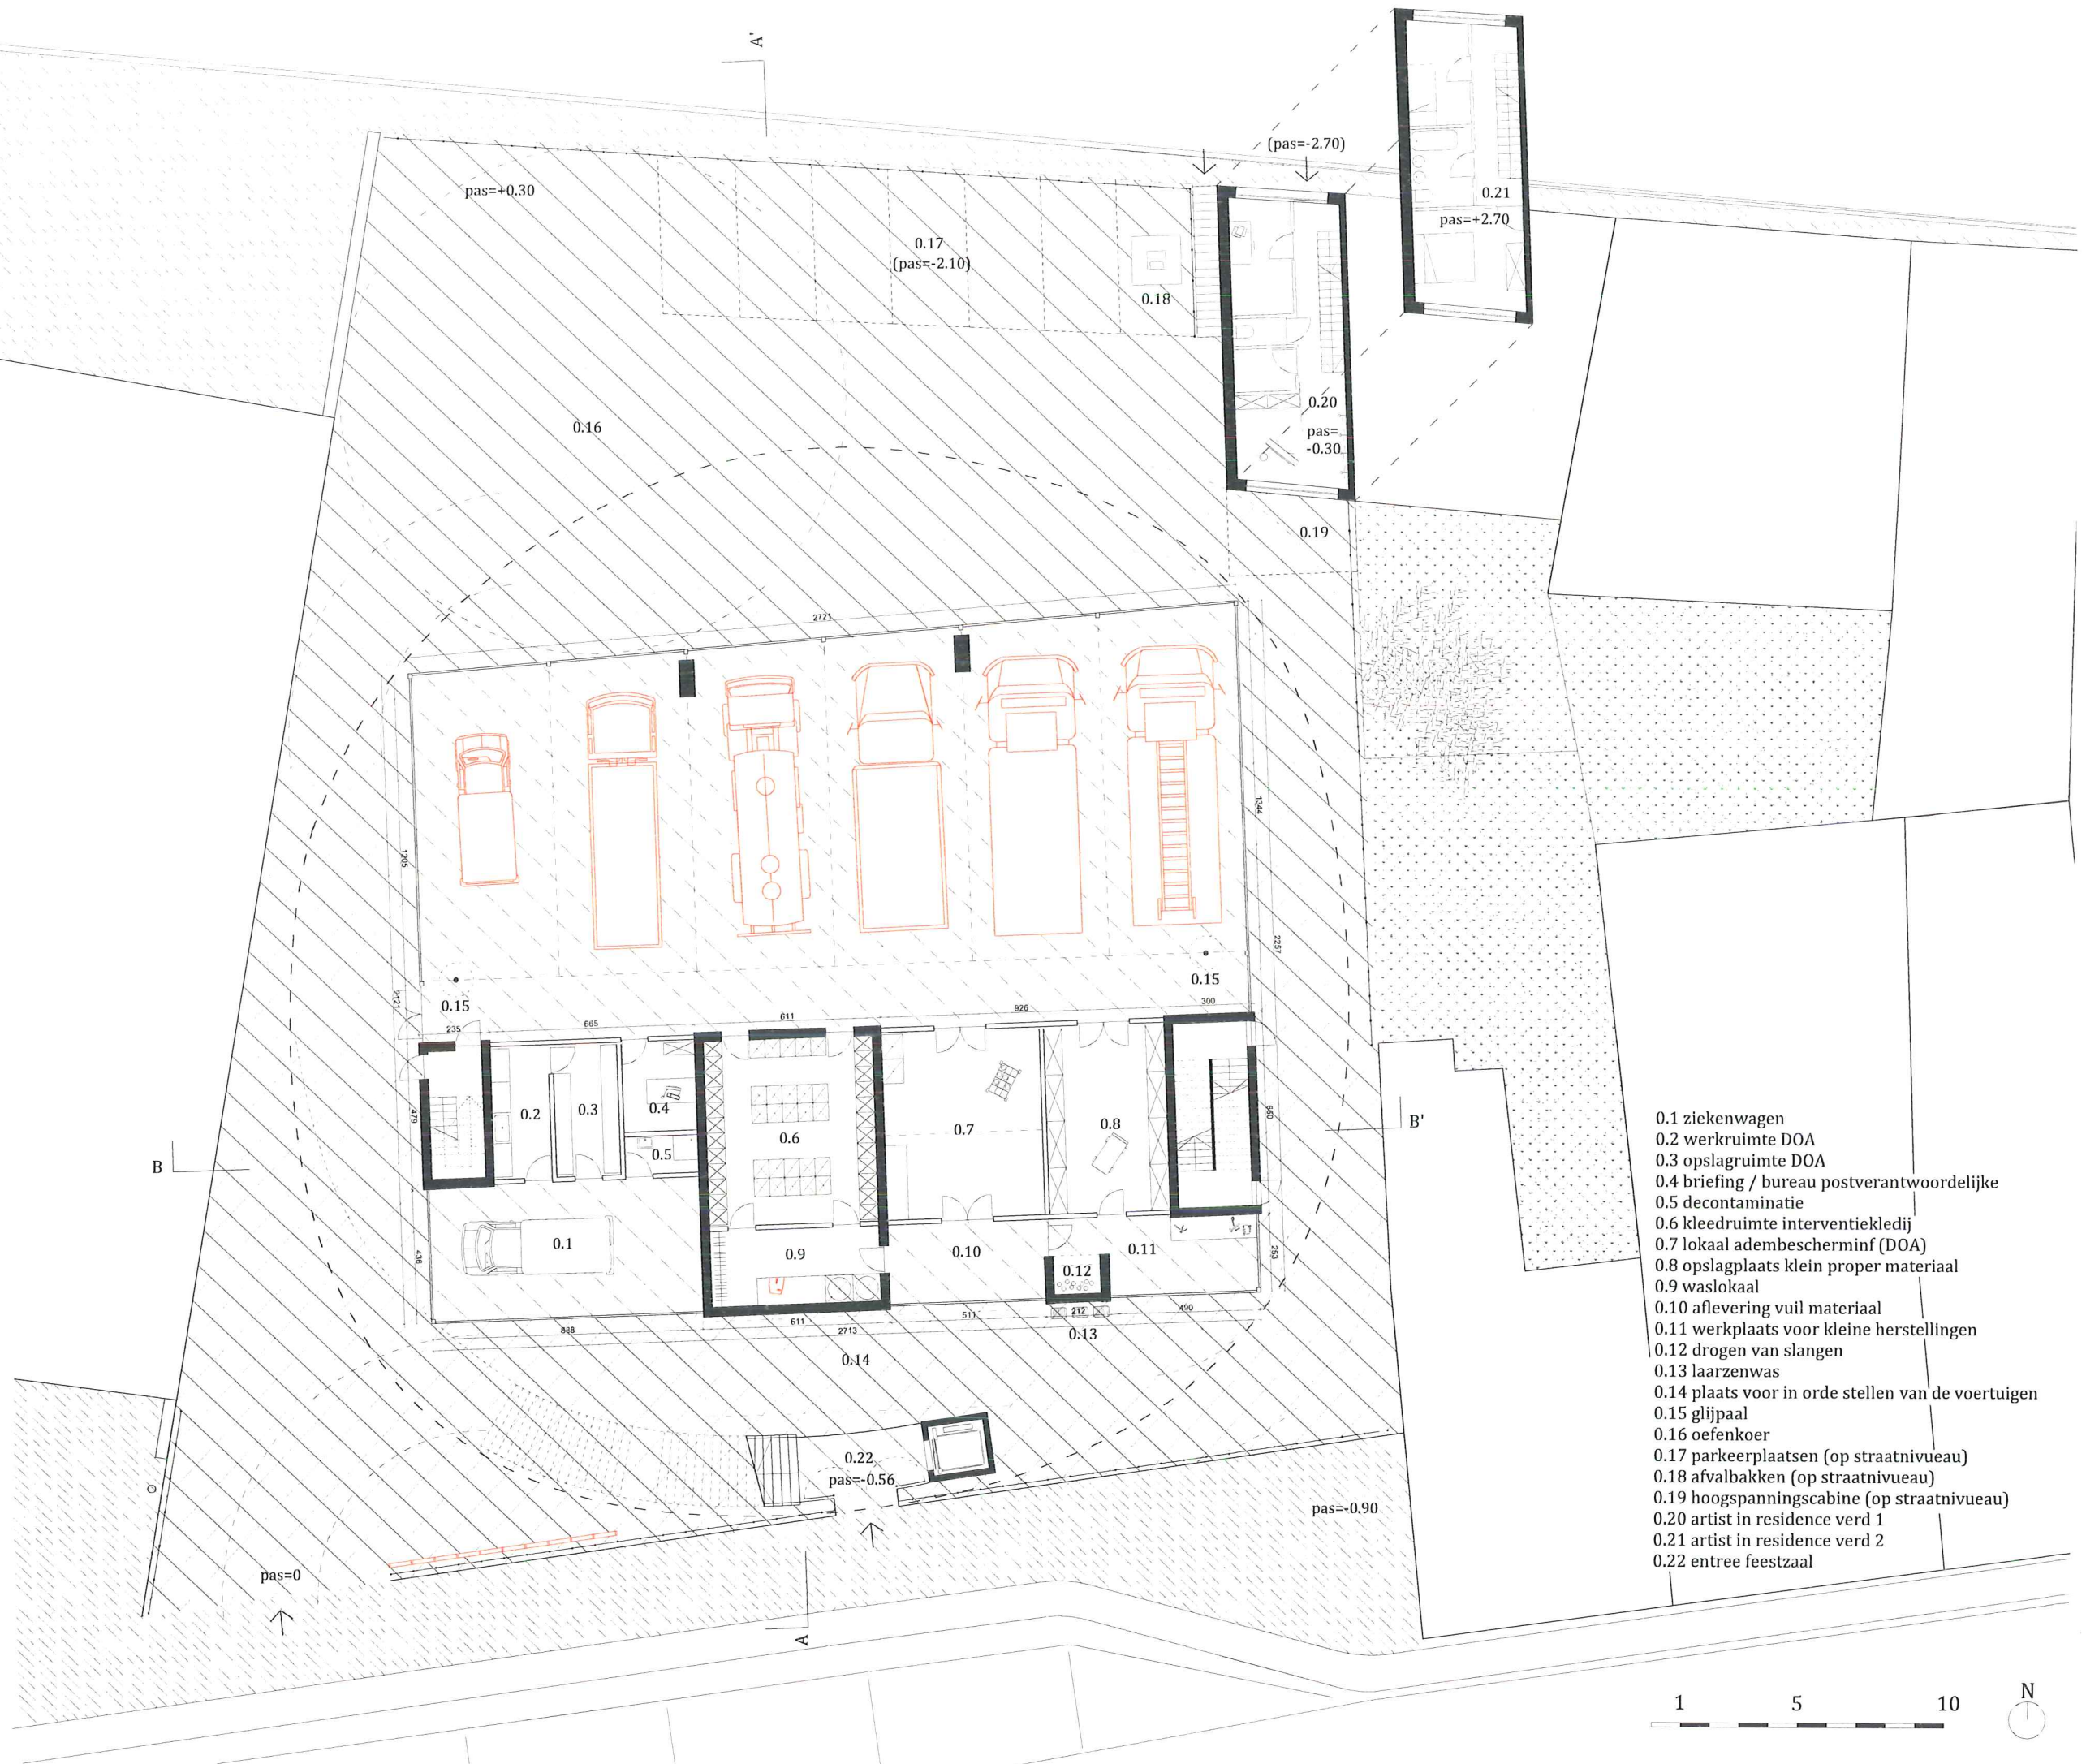 A'
(pas=-2.70)
pas=+0.30
0.21
pas=+2.70
0.17
(pas=-2.10)
0.18
0.20
pas=
-0.30
0.16
0.19
2721
1344
1205
2257
0.15
0.15
2121
235
665
611
926
300
0.2
0.3
0.4
0.5
0.6
0.7
0.8
479
660
B
B'
0.1
0.9
0.10
0.11
0.12
436
253
668
611
511
212
490
2713
0.13
0.14
0.22
pas=-0.56
pas=-0.90
pas=0
A
0.1 ziekenwagen
0.2 werkruimte DOA
0.3 opslagruimte DOA
0.4 briefing / bureau postverantwoordelijke
0.5 decontaminatie
0.6 kleedruimte interventiekledij
0.7 lokaal adembescherminf (DOA)
0.8 opslagplaats klein proper materiaal
0.9 waslokaal
0.10 aflevering vuil materiaal
0.11 werkplaats voor kleine herstellingen
0.12 drogen van slangen
0.13 laarzenwas
0.14 plaats voor in orde stellen van de voertuigen
0.15 glijpaal
0.16 oefenkoer
0.17 parkeerplaatsen (op straatnivueau)
0.18 afvalbakken (op straatnivueau)
0.19 hoogspanningscabine (op straatnivueau)
0.20 artist in residence verd 1
0.21 artist in residence verd 2
0.22 entree feestzaal
1 5 10
N